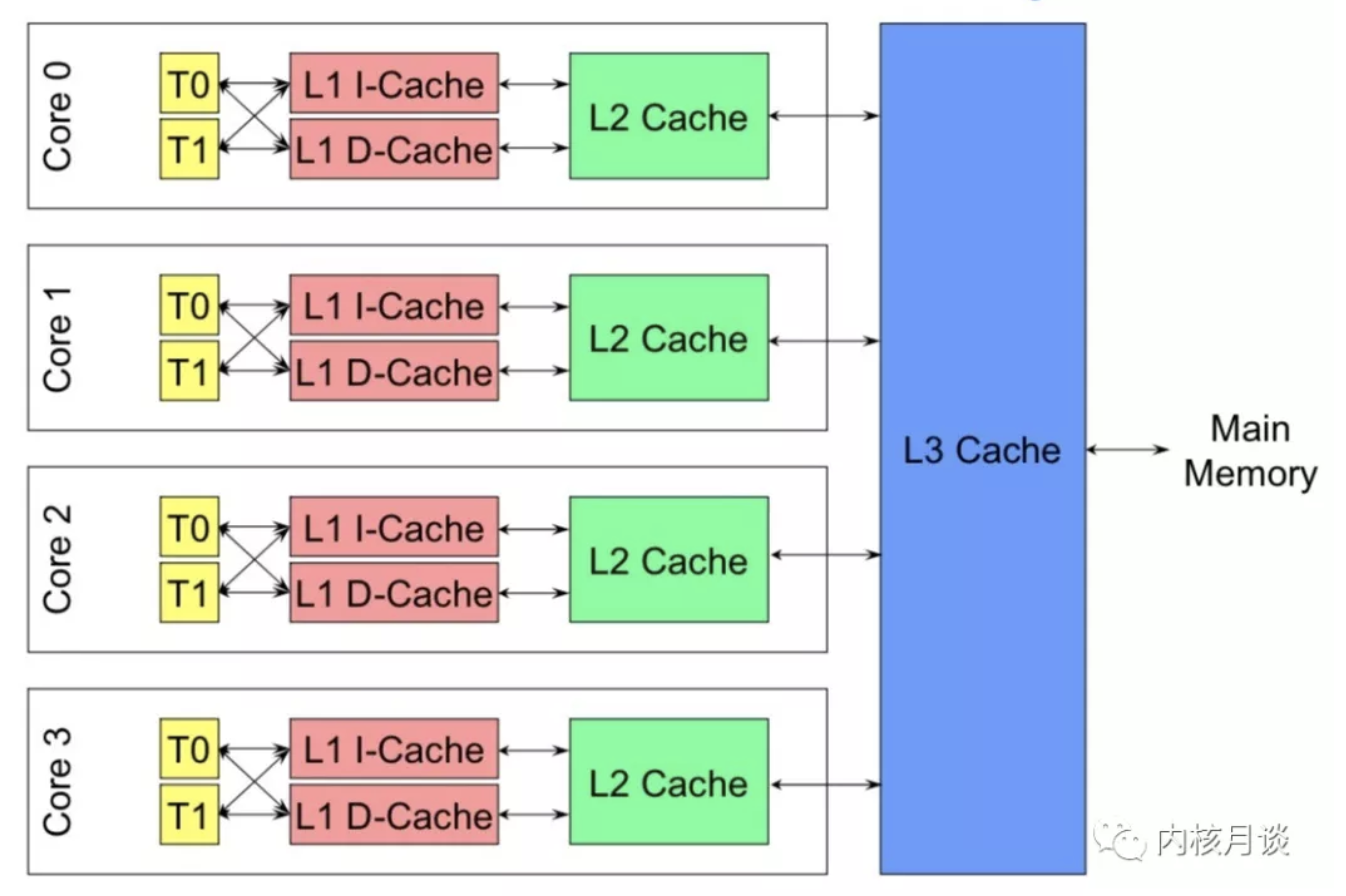 Core 0
T0
L1 I-Cache
T1
L1 D-Cache
L2 Cache
Core 1
T0
L1 I-Cache
T1
L1 D-Cache
L2 Cache
Core 2
T0
L1 I-Cache
T1
L1 D-Cache
L2 Cache
Core 3
T0
L1 I-Cache
T1
L1 D-Cache
L2 Cache
L3 Cache
Main
Memory
内核月谈